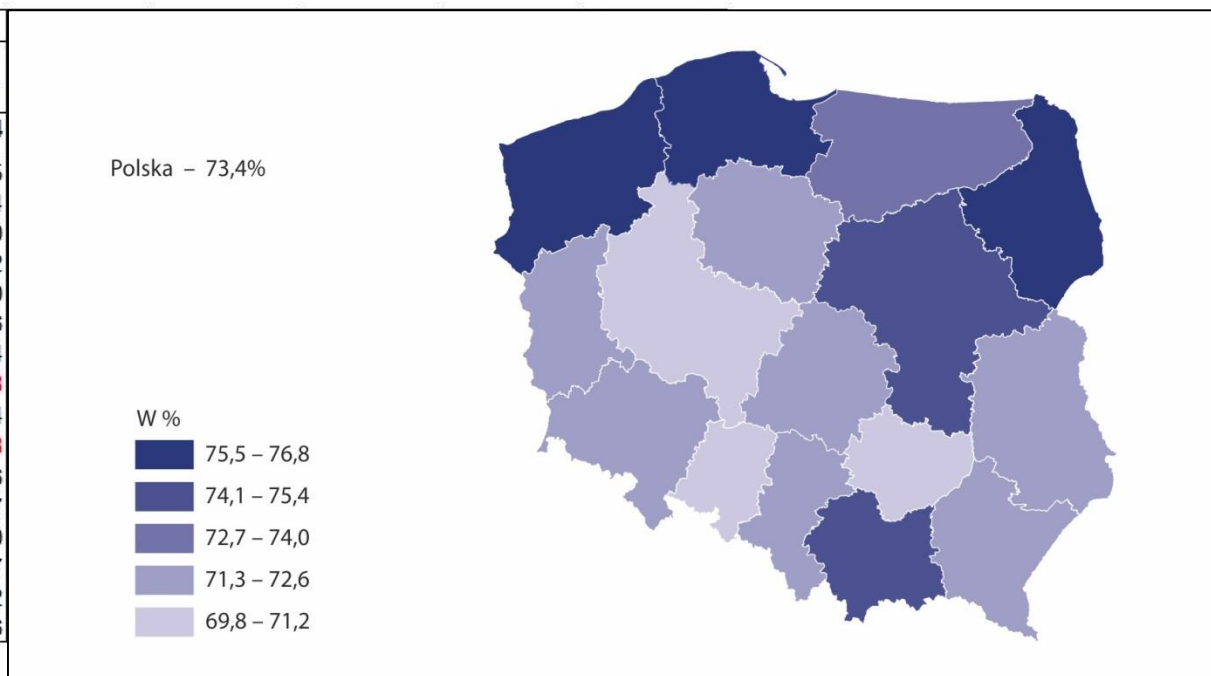 Polska – 73,4%
W %
75,5 – 76,8
74,1 – 75,4
72,7 – 74,0
71,3 – 72,6
69,8 – 71,2